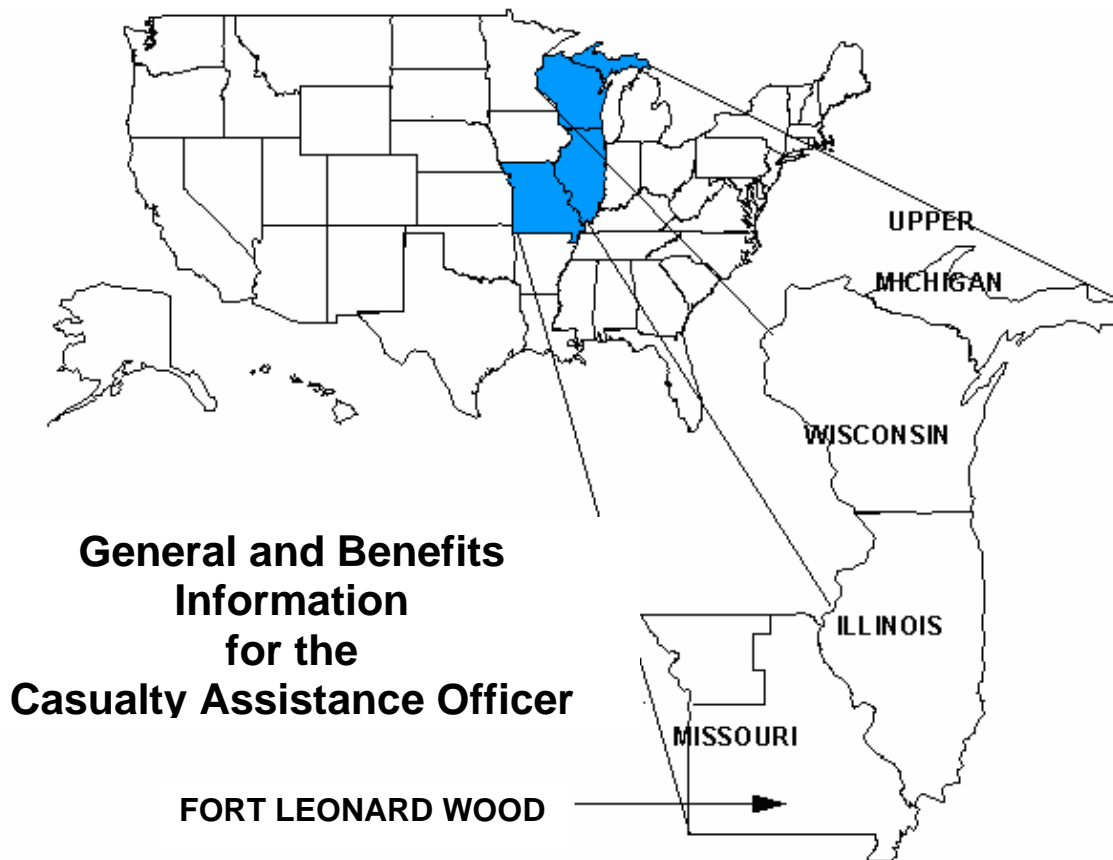 UPPER
MICHIGAN
WISCONSIN
General and Benefits
Information
for the
Casualty Assistance Officer
ILLINOIS
MISSOURI
FORT LEONARD WOOD